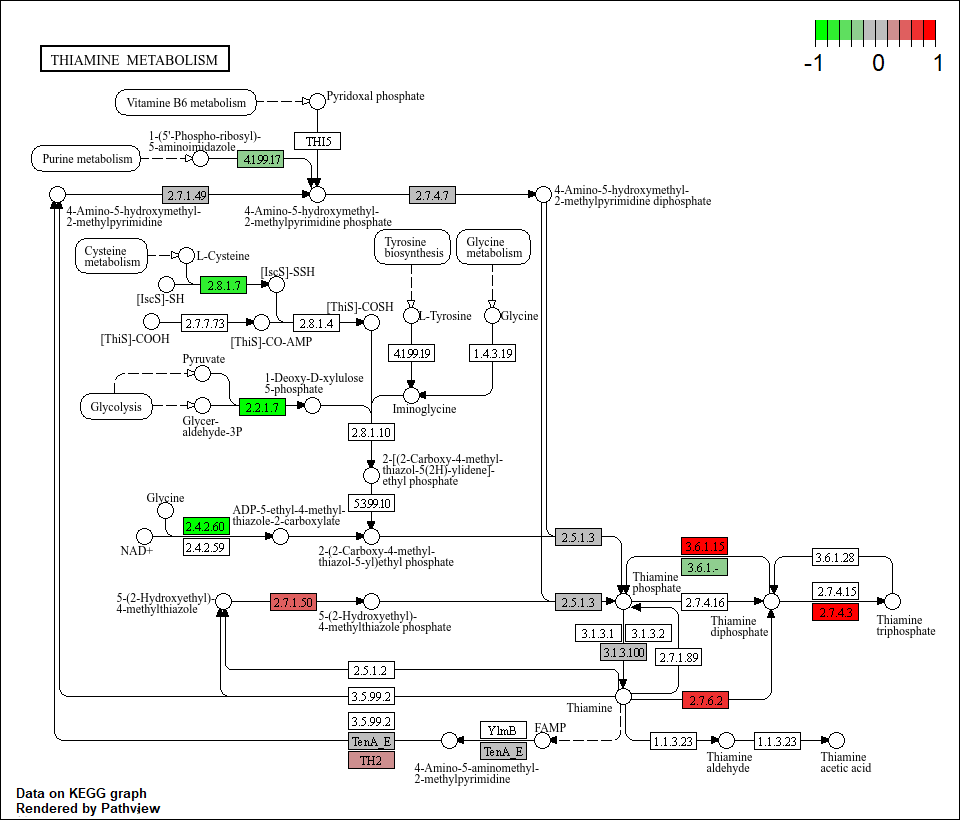 -1 0 1
THIAMINE METABOLISM
Vitamine B6 metabolism
Pyridoxal phosphate
THI5
1-(5'-Phospho-ribosyl)-
5-aminoimidazole
Purine metabolism
4.1.99.17
2.7.1.49
2.7.4.7
4-Amino-5-hydroxymethyl-
2-methylpyrimidine
4-Amino-5-hydroxymethyl-
2-methylpyrimidine phosphate
4-Amino-5-hydroxymethyl-
2-methylpyrimidine diphosphate
Cysteine
metabolism
L-Cysteine
Tyrosine
biosynthesis
Glycine
metabolism
[IscS]-SH
2.8.1.7
[IscS]-SSH
[ThiS]-COOH
2.7.7.73
[ThiS]-CO-AMP
2.8.1.4
[ThiS]-COSH
L-Tyrosine
Glycine
4.1.99.19
1.4.3.19
Pyruvate
Glycolysis
Glycer-
aldehyde-3P
2.2.1.7
1-Deoxy-D-xylulose
5-phosphate
Iminoglycine
2.8.1.10
2-[(2-Carboxy-4-methyl-
thiazol-5(2H)-ylidene]-
ethyl phosphate
5.3.99.10
Glycine
NAD+
2.4.2.60
2.4.2.59
ADP-5-ethyl-4-methyl-
thiazole-2-carboxylate
2-(2-Carboxy-4-methyl-
thiazol-5-yl)ethyl phosphate
2.5.1.3
3.6.1.15
3.6.1.-
3.6.1.28
Thiamine
phosphate
5-(2-Hydroxyethyl)-
4-methylthiazole
2.7.1.50
5-(2-Hydroxyethyl)-
4-methylthiazole phosphate
2.5.1.3
2.7.4.16
2.7.4.15
2.7.4.3
Thiamine
diphosphate
Thiamine
triphosphate
3.1.3.1
3.1.3.2
3.1.3.100
2.7.1.89
2.5.1.2
3.5.99.2
Thiamine
2.7.6.2
3.5.99.2
TenA_E
TH2
YlmB
TenA_E
FAMP
4-Amino-5-aminomethyl-
2-methylpyrimidine
1.1.3.23
Thiamine
aldehyde
1.1.3.23
Thiamine
acetic acid
Data on KEGG graph
Rendered by Pathview